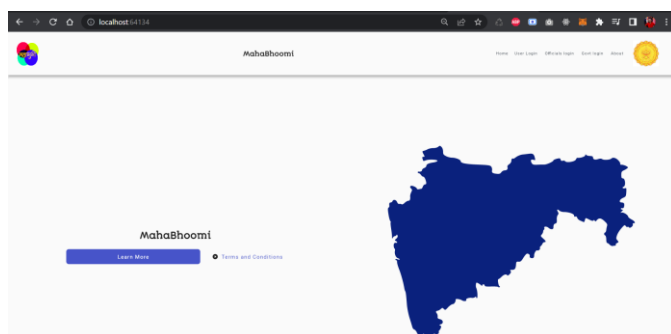 localhost:64134
MahaBhoomi
Home User Login Officials login Govt login About
MahaBhoomi
Learn More
Terms and Conditions